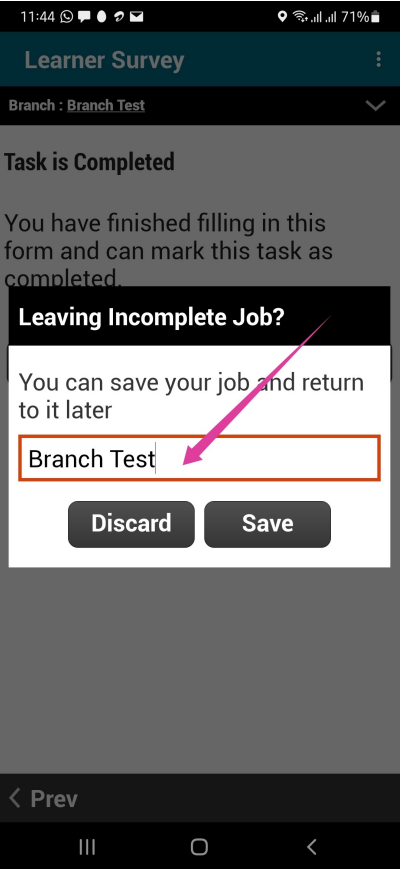 11:44 71%
Learner Survey
Branch : Branch Test
Task is Completed
You have finished filling in this
form and can mark this task as
completed.
Leaving Incomplete Job?
You can save your job and return
to it later
Branch Test
Discard Save
Prev